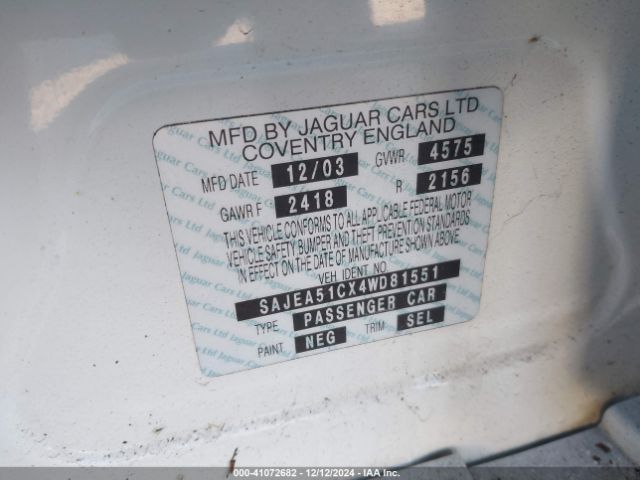 MFD BY JAGUAR CARS LTD
COVENTRY ENGLAND
MFD DATE 12/03 GVWR 4575
GAWR F 2418 R 2156
THIS VEHICLE CONFORMS TO ALL APPLICABLE FEDERAL MOTOR
VEHICLE SAFETY BUMPER AND THEFT PREVENTION STANDARDS
IN EFFECT ON THE DATE OF MANUFACTURE SHOWN ABOVE.
VEH IDENT NO.
SAJEA51CX4WD81551
TYPE PASSENGER CAR
PAINT NEG TRIM SEL
000-41072682 - 12/12/2024 - IAA Inc.